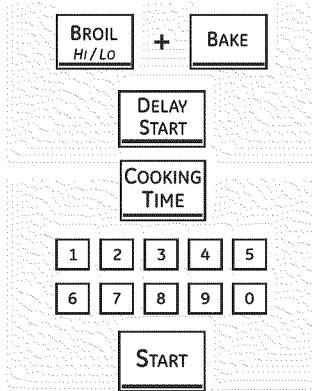 BROIL + BAKE
HI / LO
DELAY
START
COOKING
TIME
1 2 3 4 5
6 7 8 9 0
START